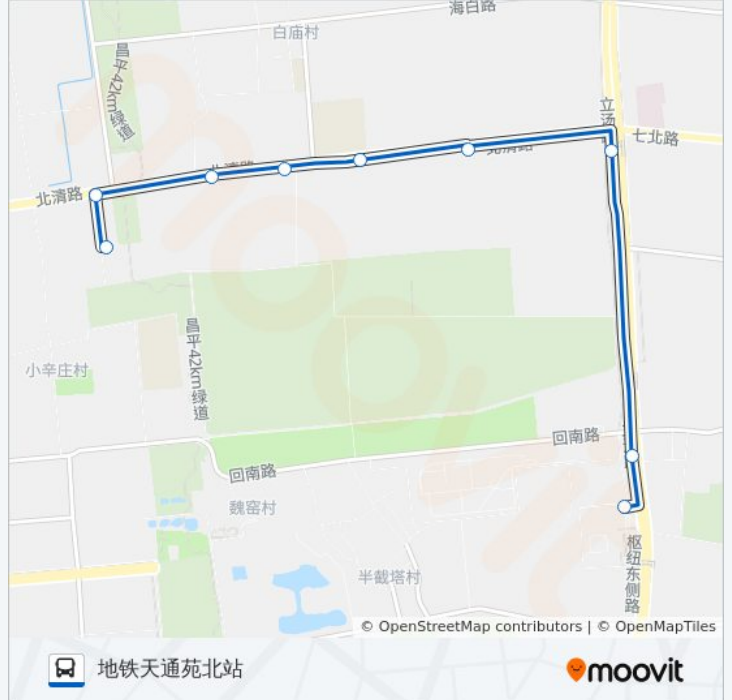 海白路
白庙村
昌平42km绿道
立汤
七北路
北清路
北清路
北清路
昌平42km绿道
小辛庄村
回南路
回南路
魏窑村
枢纽东侧路
半截塔村
© OpenStreetMap contributors | © OpenMapTiles
地铁天通苑北站
moovit